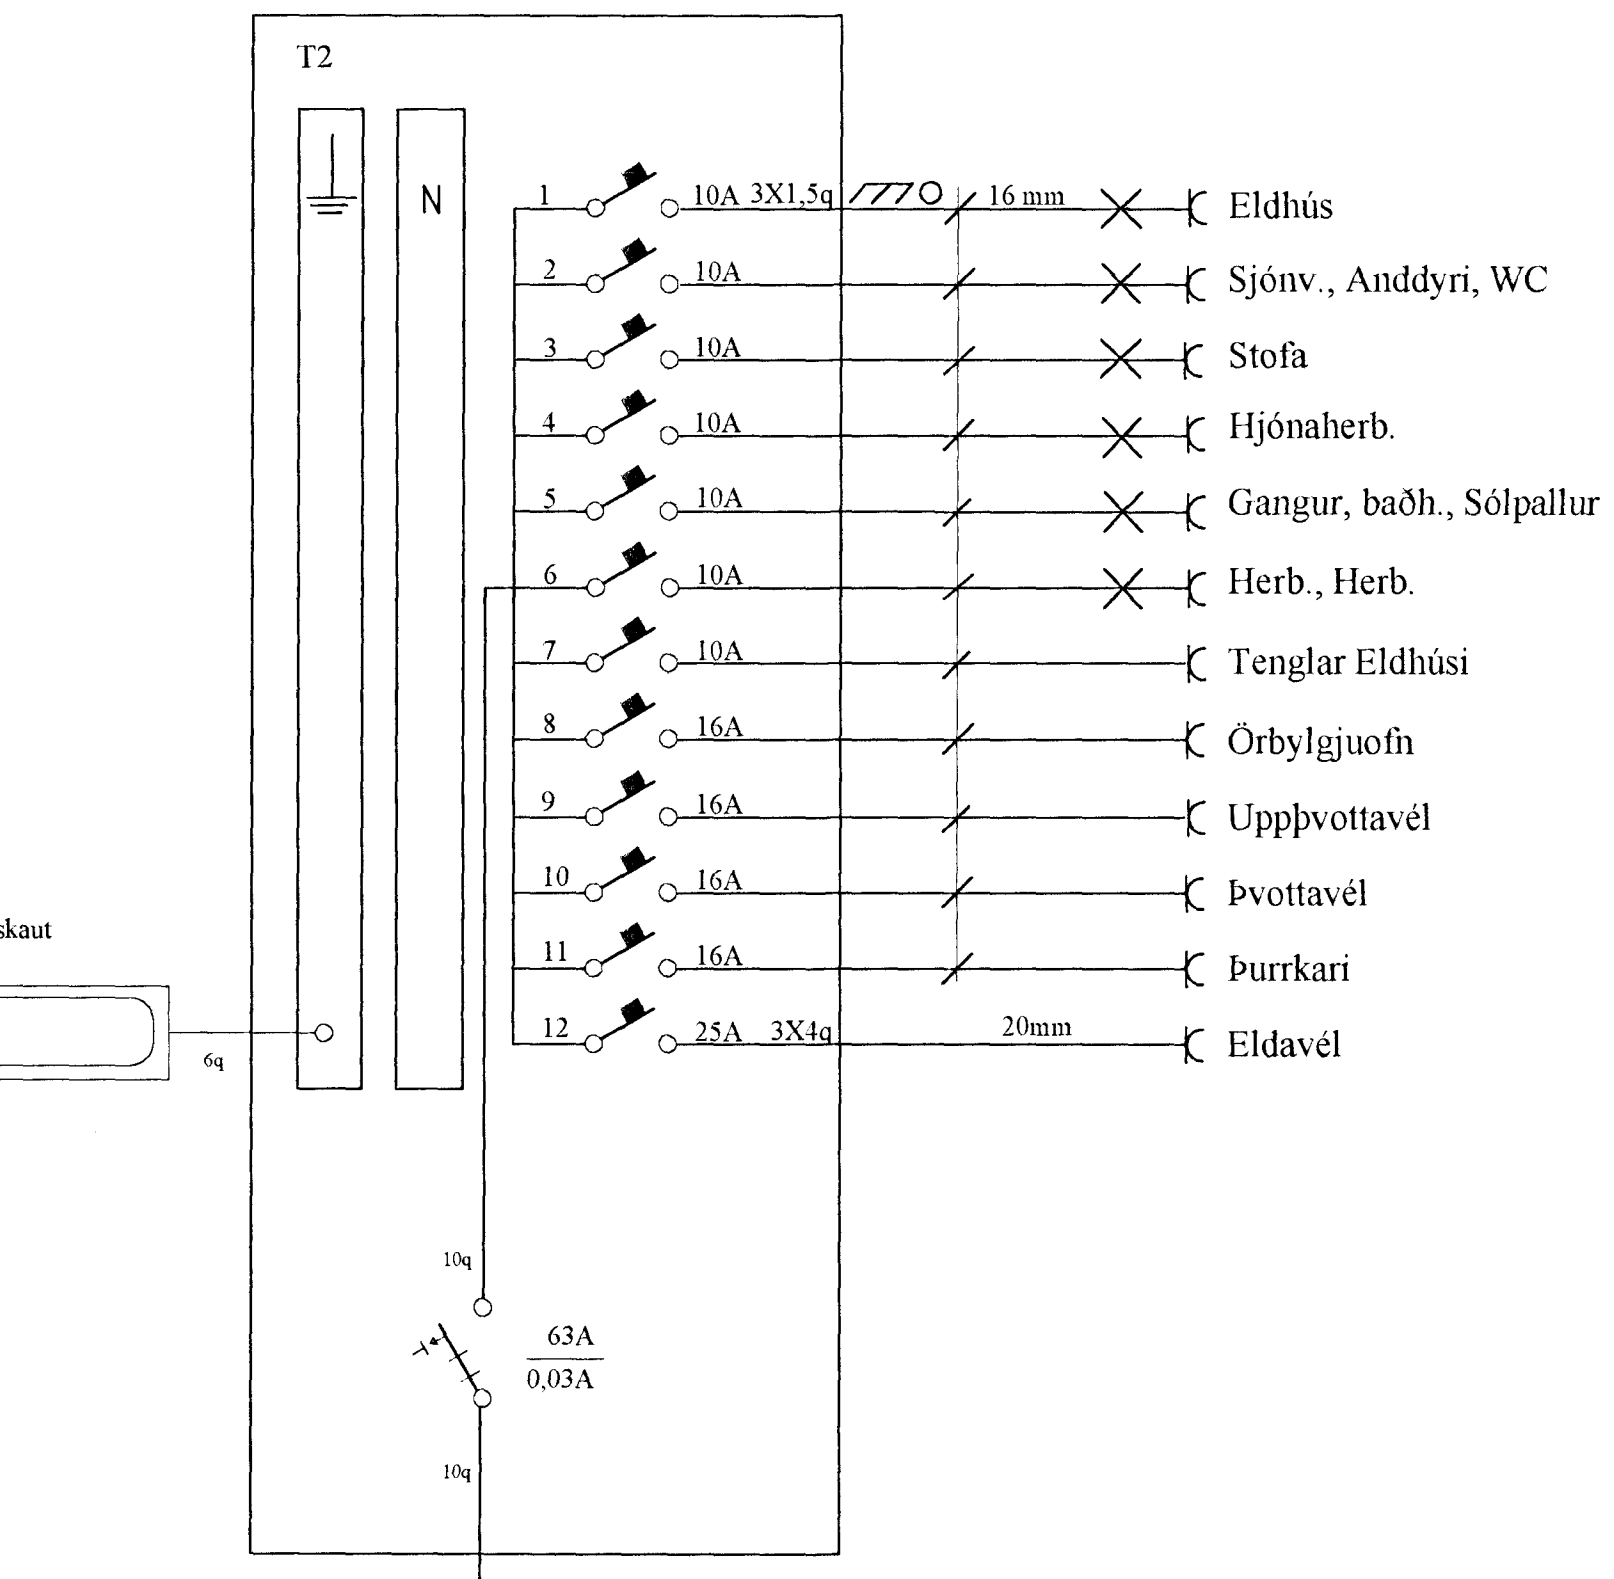 T2
N
1 10A 3X1,5q 16 mm Eldhús
2 10A Sjónv., Anddyri, WC
3 10A Stofa
4 10A Hjónaherb.
5 10A Gangur, baðh., Sólpallur
6 10A Herb., Herb.
7 10A Tenglar Eldhúsi
8 16A Örbylgjuofn
9 16A Uppþvottavél
10 16A Þvottavél
11 16A Þurrkari
12 25A 3X4q 20mm Eldavél
skaut
6q
10q
63A
0,03A
10q